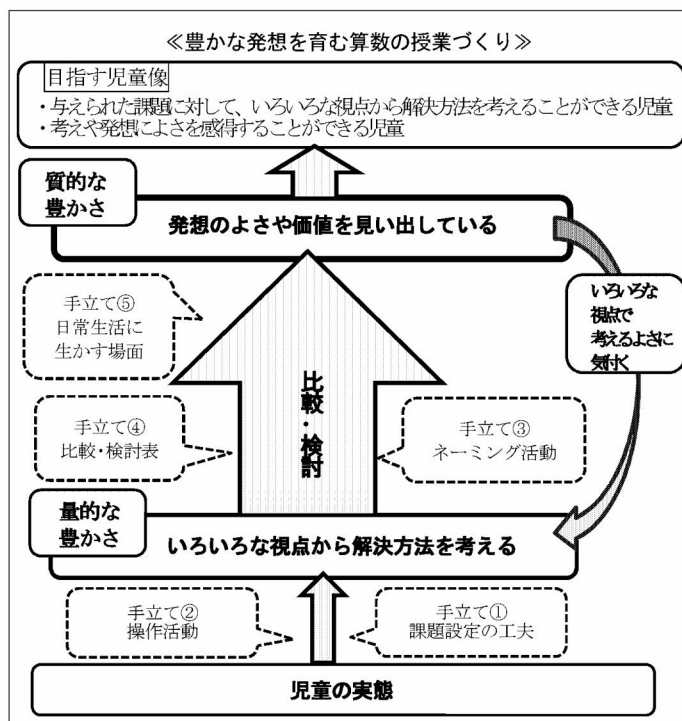 ≪豊かな発想を育む算数の授業づくり≫
目指す児童像
・与えられた課題に対して、いろいろな視点から解決方法を考えることができる児童
・考えや発想によさを感得することができる児童
質的な
豊かさ
発想のよさや価値を見い出している
手立て⑤
日常生活に
生かす場面
いろいろな
視点で
考えるよさに
気付く
比較・検討
手立て④
比較・検討表
手立て③
ネーミング活動
量的な
豊かさ
いろいろな視点から解決方法を考える
手立て②
操作活動
手立て①
課題設定の工夫
児童の実態